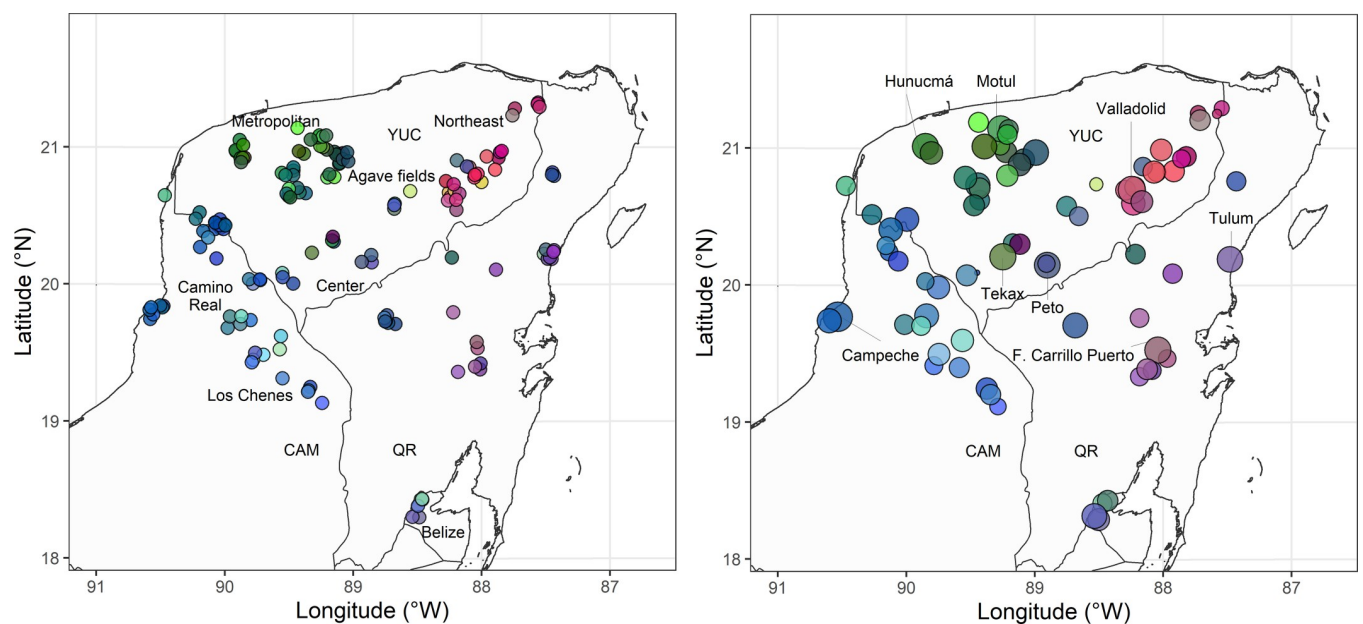 Metropolitan
YUC
Northeast
Agave fields
Center
Camino
Real
Los Chenes
CAM
QR
Belize
21
20
19
18
91
90
89
88
87
Latitude (°N)
Longitude (°W)
Hunucmá
Motul
Valladolid
YUC
Tulum
Tekax
Peto
Campeche
F. Carrillo Puerto
CAM
QR
21
20
19
18
91
90
89
88
87
Latitude (°N)
Longitude (°W)